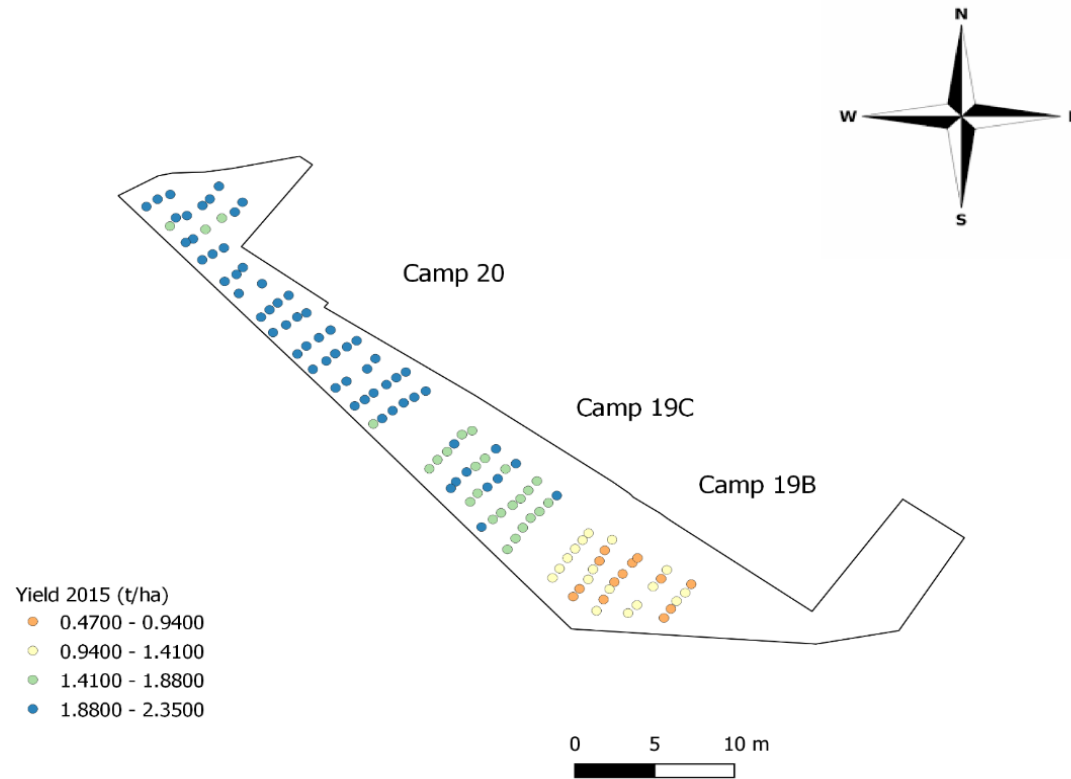 N
W
S
Camp 20
Camp 19C
Camp 19B
Yield 2015 (t/ha)
0.4700 - 0.9400
0.9400 - 1.4100
1.4100 - 1.8800
1.8800 - 2.3500
0 5 10 m